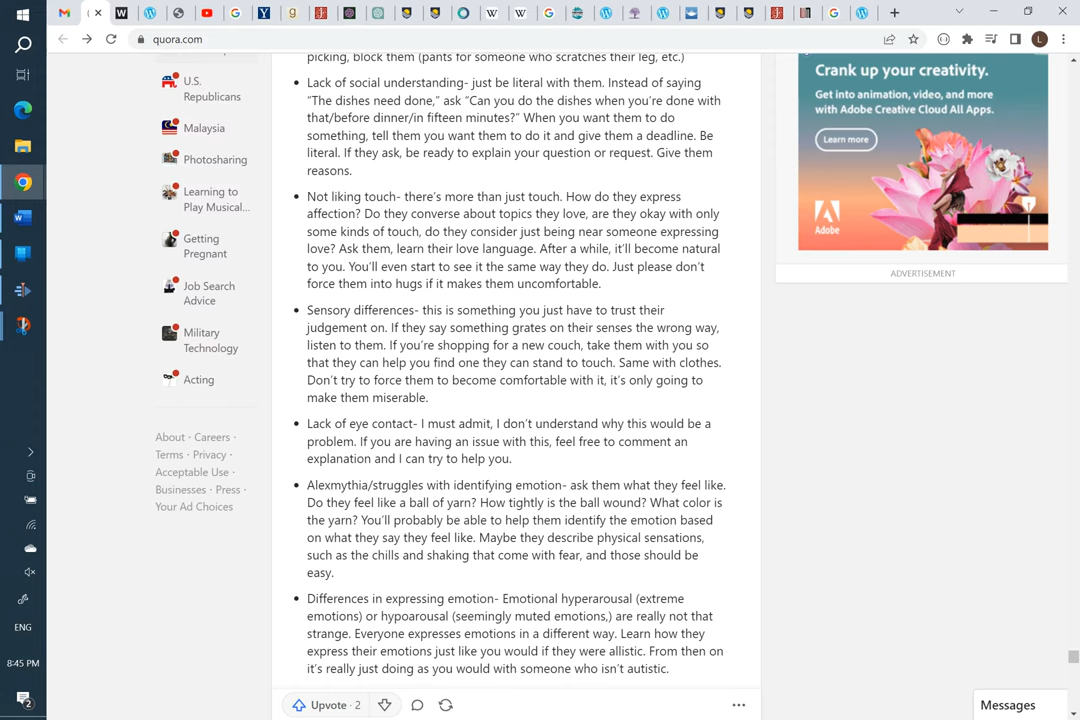 quora.com
L
U.S.
Republicans
Malaysia
Photosharing
Learning to
Play Musical...
Getting
Pregnant
Job Search
Advice
Military
Technology
Acting
About · Careers ·
Terms · Privacy ·
Acceptable Use ·
Businesses · Press ·
Your Ad Choices
picking, block them (pants for someone who scratches their leg, etc.)
• Lack of social understanding- just be literal with them. Instead of saying
“The dishes need done,” ask “Can you do the dishes when you’re done with
that/before dinner/in fifteen minutes?” When you want them to do
something, tell them you want them to do it and give them a deadline. Be
literal. If they ask, be ready to explain your question or request. Give them
reasons.
• Not liking touch- there’s more than just touch. How do they express
affection? Do they converse about topics they love, are they okay with only
some kinds of touch, do they consider just being near someone expressing
love? Ask them, learn their love language. After a while, it’ll become natural
to you. You’ll even start to see it the same way they do. Just please don’t
force them into hugs if it makes them uncomfortable.
• Sensory differences- this is something you just have to trust their
judgement on. If they say something grates on their senses the wrong way,
listen to them. If you’re shopping for a new couch, take them with you so
that they can help you find one they can stand to touch. Same with clothes.
Don’t try to force them to become comfortable with it, it’s only going to
make them miserable.
• Lack of eye contact- I must admit, I don’t understand why this would be a
problem. If you are having an issue with this, feel free to comment an
explanation and I can try to help you.
• Alexmythia/struggles with identifying emotion- ask them what they feel like.
Do they feel like a ball of yarn? How tightly is the ball wound? What color is
the yarn? You’ll probably be able to help them identify the emotion based
on what they say they feel like. Maybe they describe physical sensations,
such as the chills and shaking that come with fear, and those should be
easy.
• Differences in expressing emotion- Emotional hyperarousal (extreme
emotions) or hypoarousal (seemingly muted emotions,) are really not that
strange. Everyone expresses emotions in a different way. Learn how they
express their emotions just like you would if they were allistic. From then on
it’s really just doing as you would with someone who isn’t autistic.
Upvote · 2
Crank up your creativity.
Get into animation, video, and more
with Adobe Creative Cloud All Apps.
Learn more
Adobe
ADVERTISEMENT
Messages
ENG
8:45 PM
2